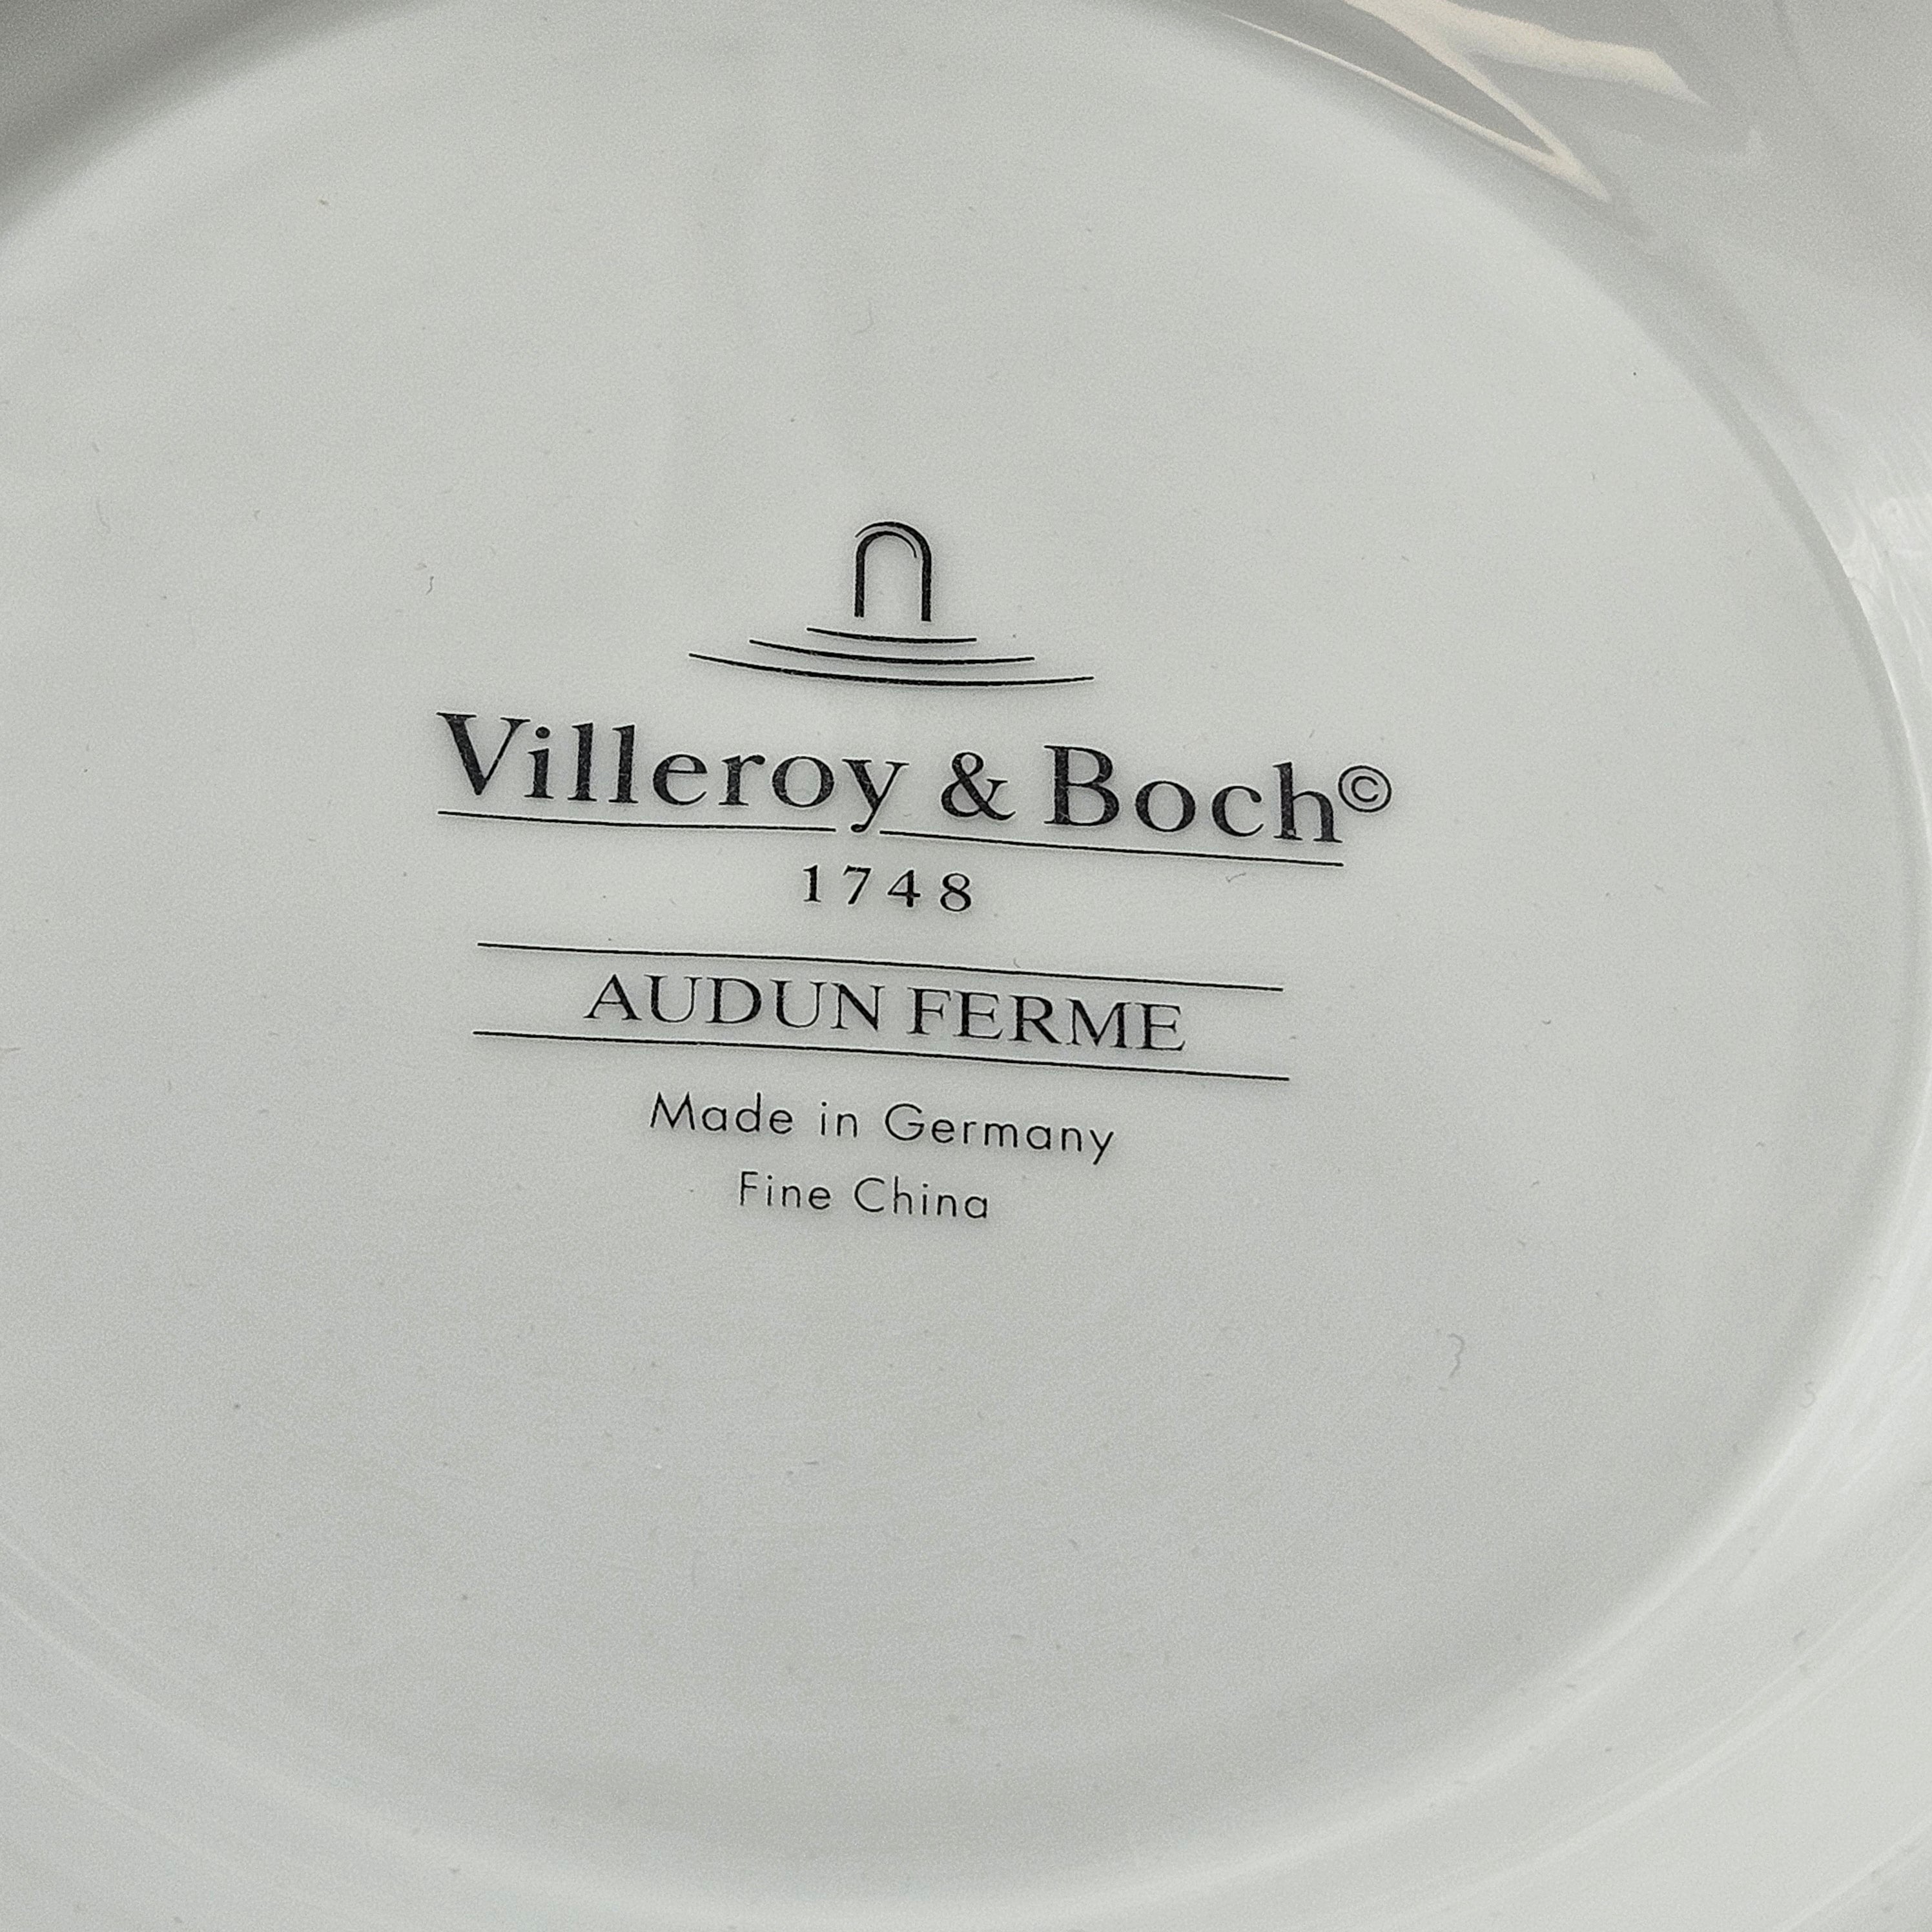 Villeroy & Boch©
1748
AUDUN FERME
Made in Germany
Fine China